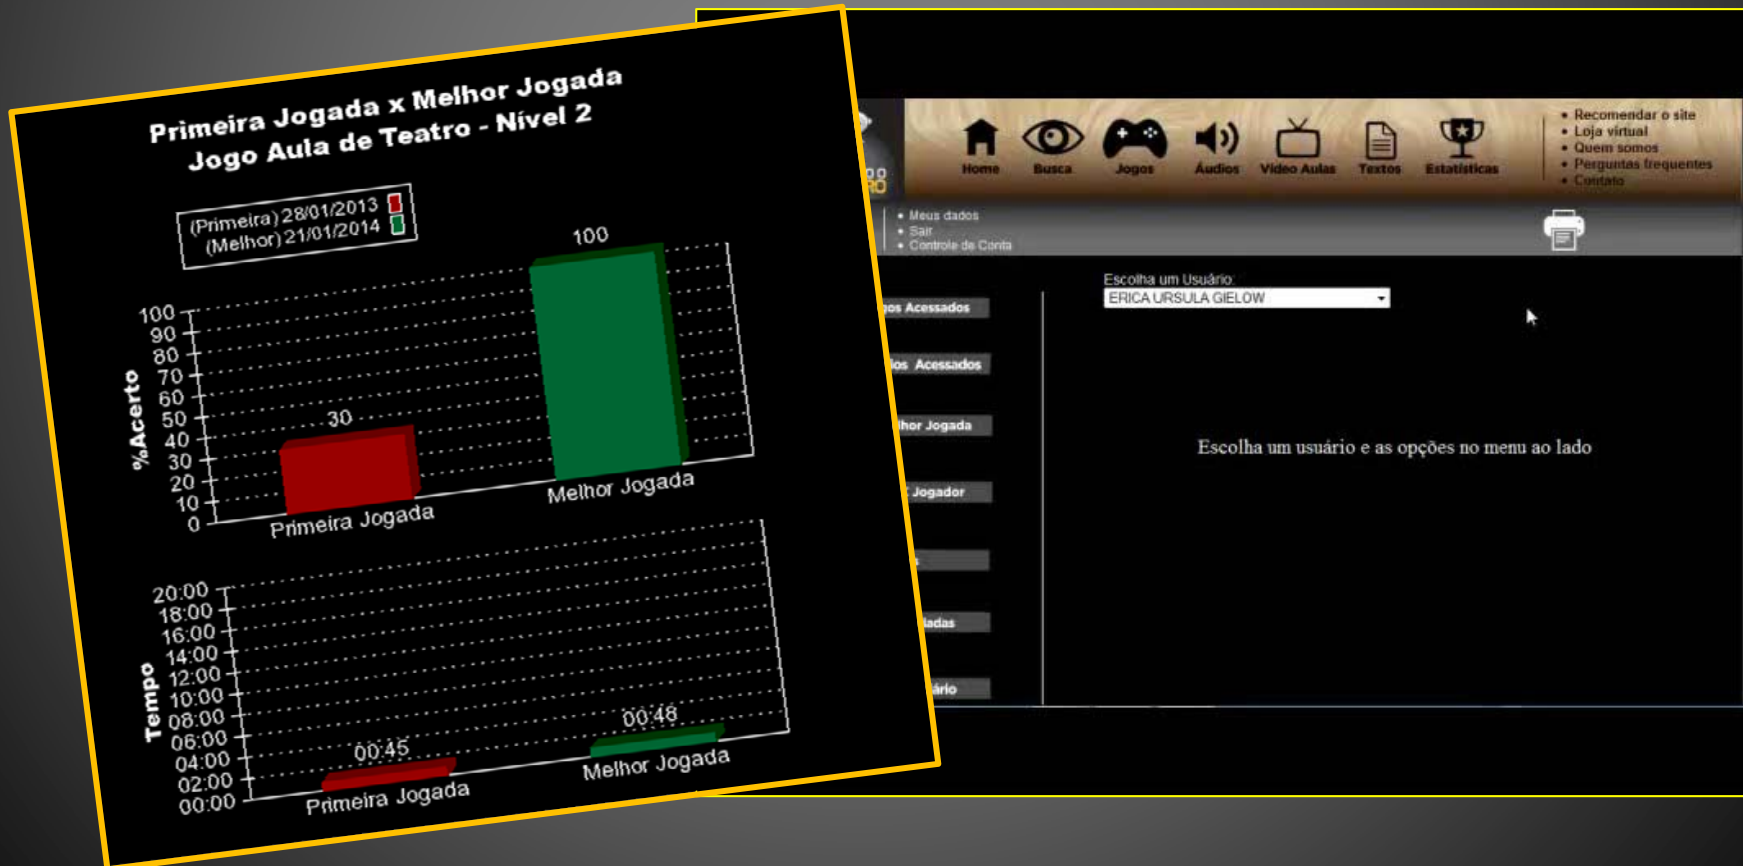 Primeira Jogada x Melhor Jogada
Jogo Aula de Teatro - Nível 2
(Primeira) 28/01/2013
(Melhor) 21/01/2014
%Acerto
100
90
80
70
60
50
40
30
20
10
0
30
100
Primeira Jogada
Melhor Jogada
Tempo
20:00
18:00
16:00
14:00
12:00
10:00
08:00
06:00
04:00
02:00
00:00
00:45
00:48
Primeira Jogada
Melhor Jogada
Home
Busca
Jogos
Áudios
Vídeo Aulas
Textos
Estatísticas
• Recomendar o site
• Loja virtual
• Quem somos
• Perguntas frequentes
• Contato
• Meus dados
• Sair
• Controle de Conta
Escolha um Usuário:
ERICA URSULA GIELOW
Acessados
Acessados
Jogada
Jogador
Escolha um usuário e as opções no menu ao lado